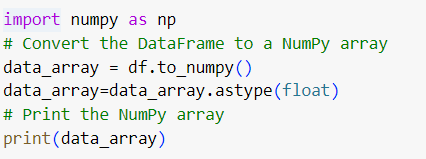 import numpy as np
# Convert the DataFrame to a NumPy array
data_array = df.to_numpy()
data_array=data_array.astype(float)
# Print the NumPy array
print(data_array)